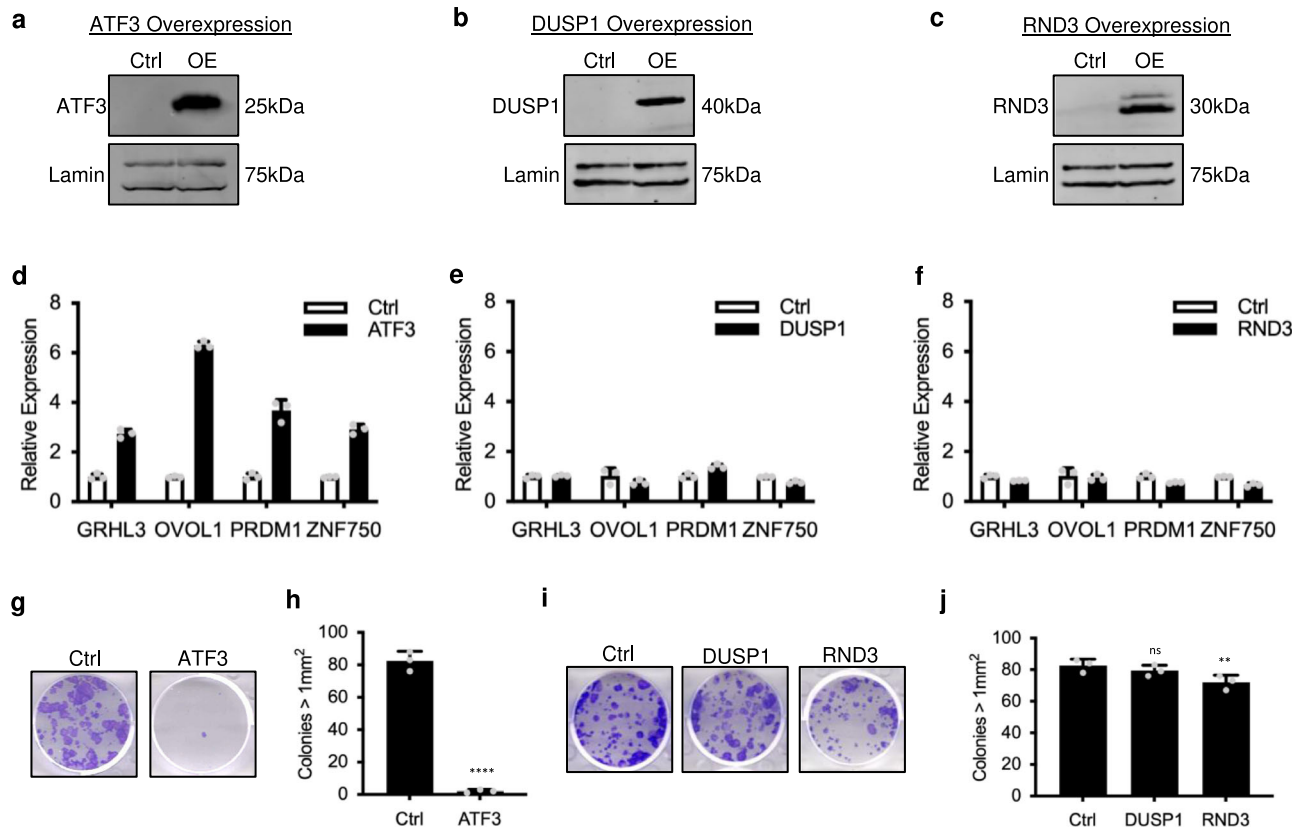 a
ATF3 Overexpression
Ctrl OE
ATF3
25kDa
Lamin
75kDa
b
DUSP1 Overexpression
Ctrl OE
DUSP1
40kDa
Lamin
75kDa
c
RND3 Overexpression
Ctrl OE
RND3
30kDa
Lamin
75kDa
d
Relative Expression
8
6
4
2
0
Ctrl
ATF3
GRHL3 OVOL1 PRDM1 ZNF750
e
Relative Expression
8
6
4
2
0
Ctrl
DUSP1
GRHL3 OVOL1 PRDM1 ZNF750
f
Relative Expression
8
6
4
2
0
Ctrl
RND3
GRHL3 OVOL1 PRDM1 ZNF750
g
Ctrl ATF3
h
Colonies > 1mm²
100
80
60
40
20
0
****
Ctrl ATF3
i
Ctrl DUSP1 RND3
j
Colonies > 1mm²
100
80
60
40
20
0
ns
**
Ctrl DUSP1 RND3